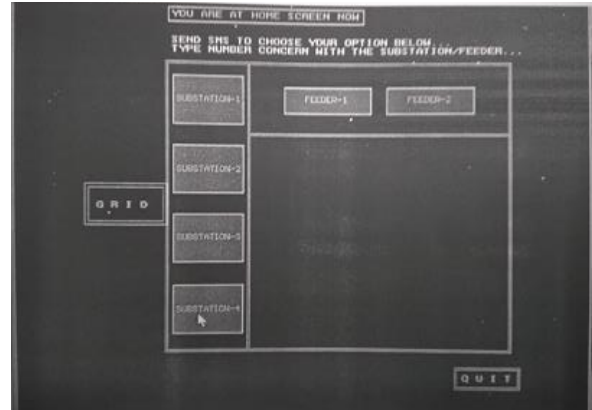 YOU ARE AT HOME SCREEN NOW
SEND SMS TO CHOOSE YOUR OPTION BELOW...
TYPE NUMBER CONCERN WITH THE SUBSTATION/FEEDER...
SUBSTATION-1
FEEDER-1
FEEDER-2
SUBSTATION-2
GRID
SUBSTATION-3
SUBSTATION-4
QUIT